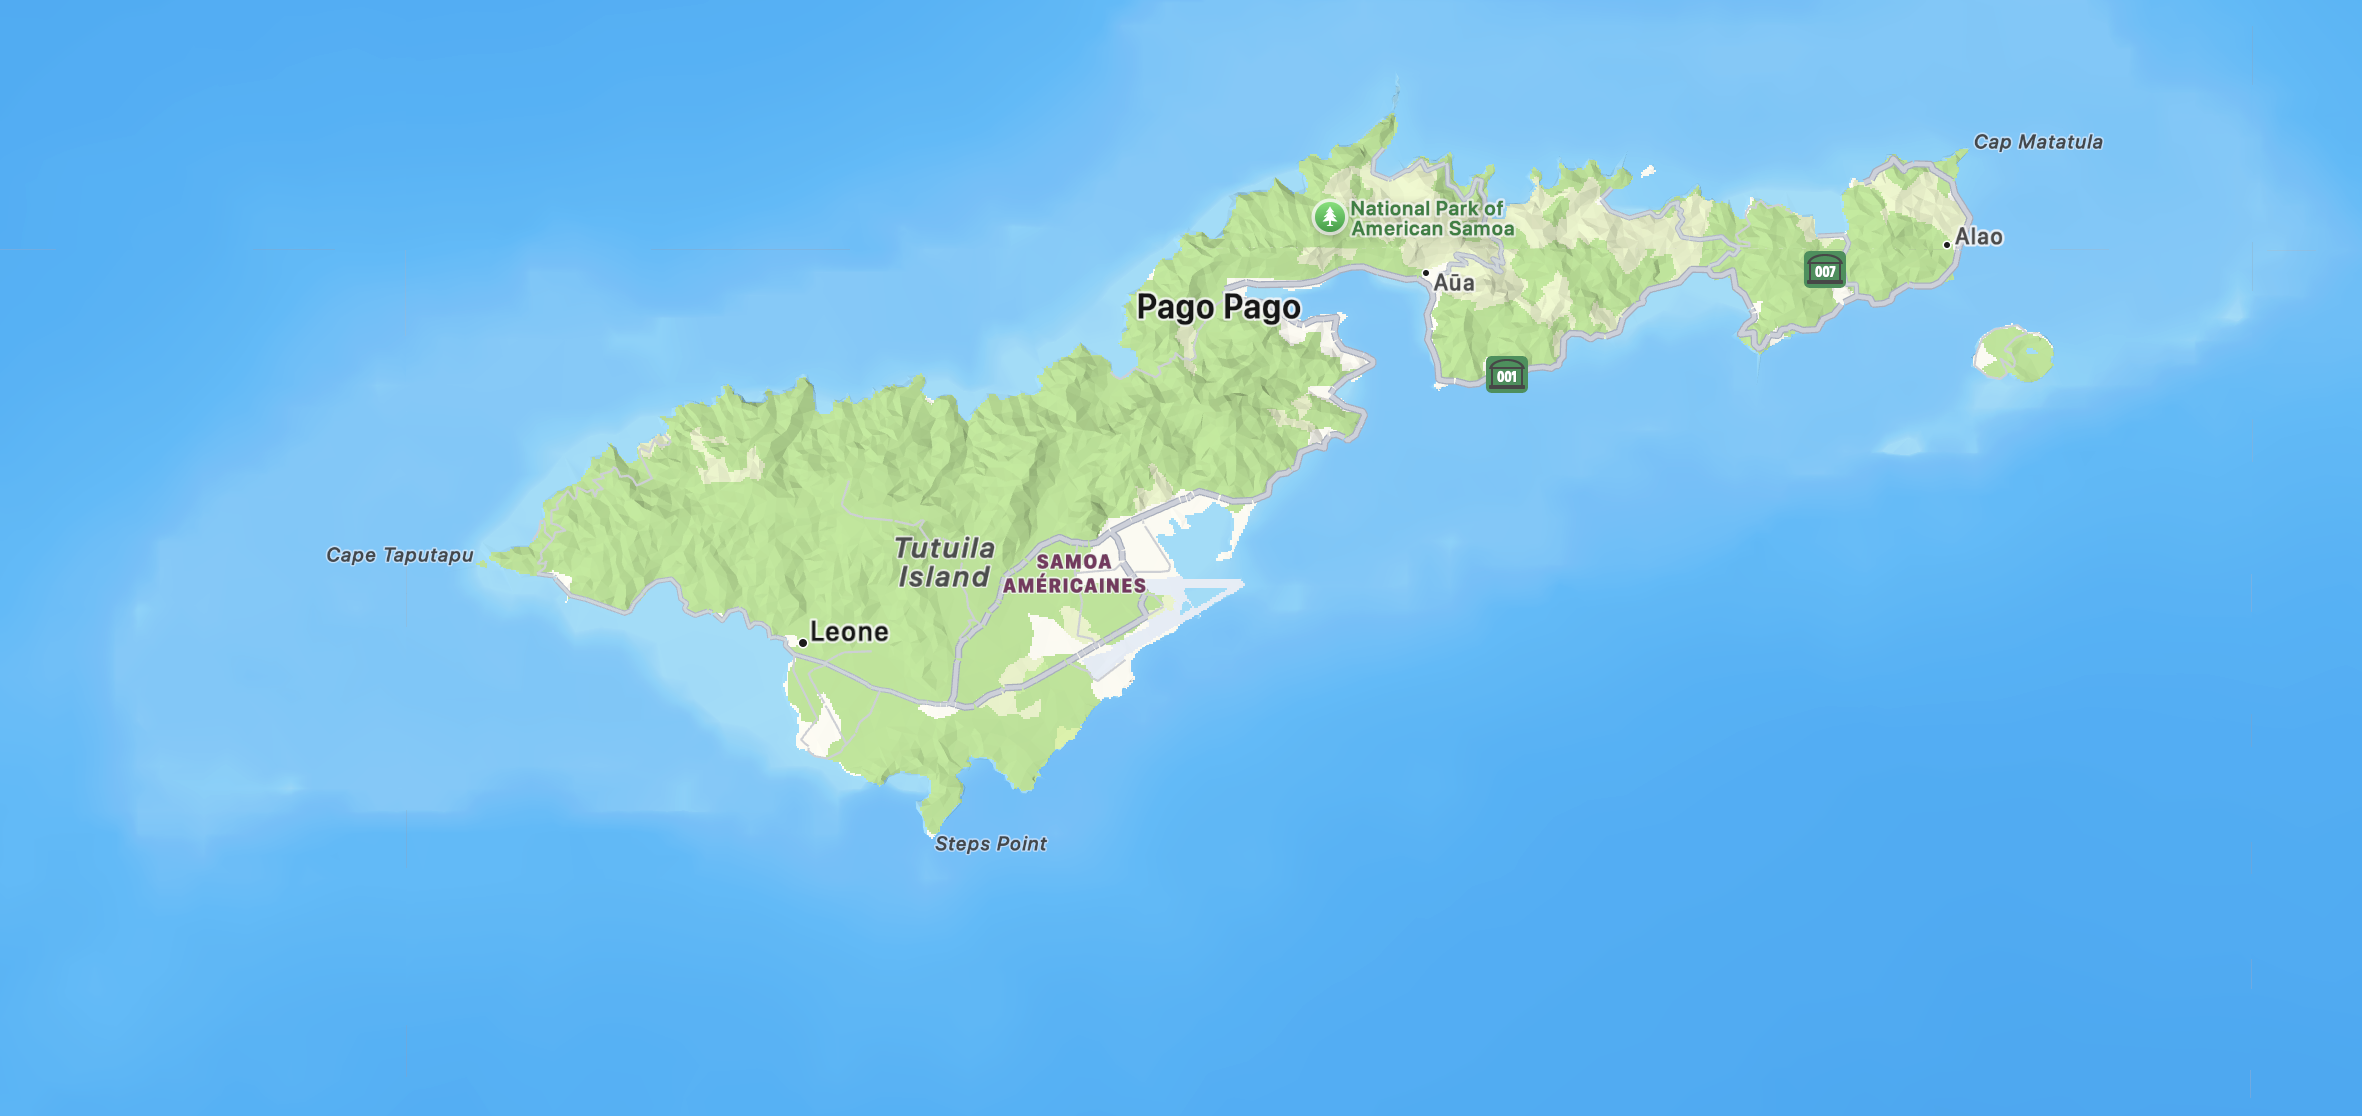 Cap Matatula
National Park of
American Samoa
Alao
007
Aūa
Pago Pago
001
Tutuila
Island
Cape Taputapu
SAMOA
AMÉRICAINES
Leone
Steps Point